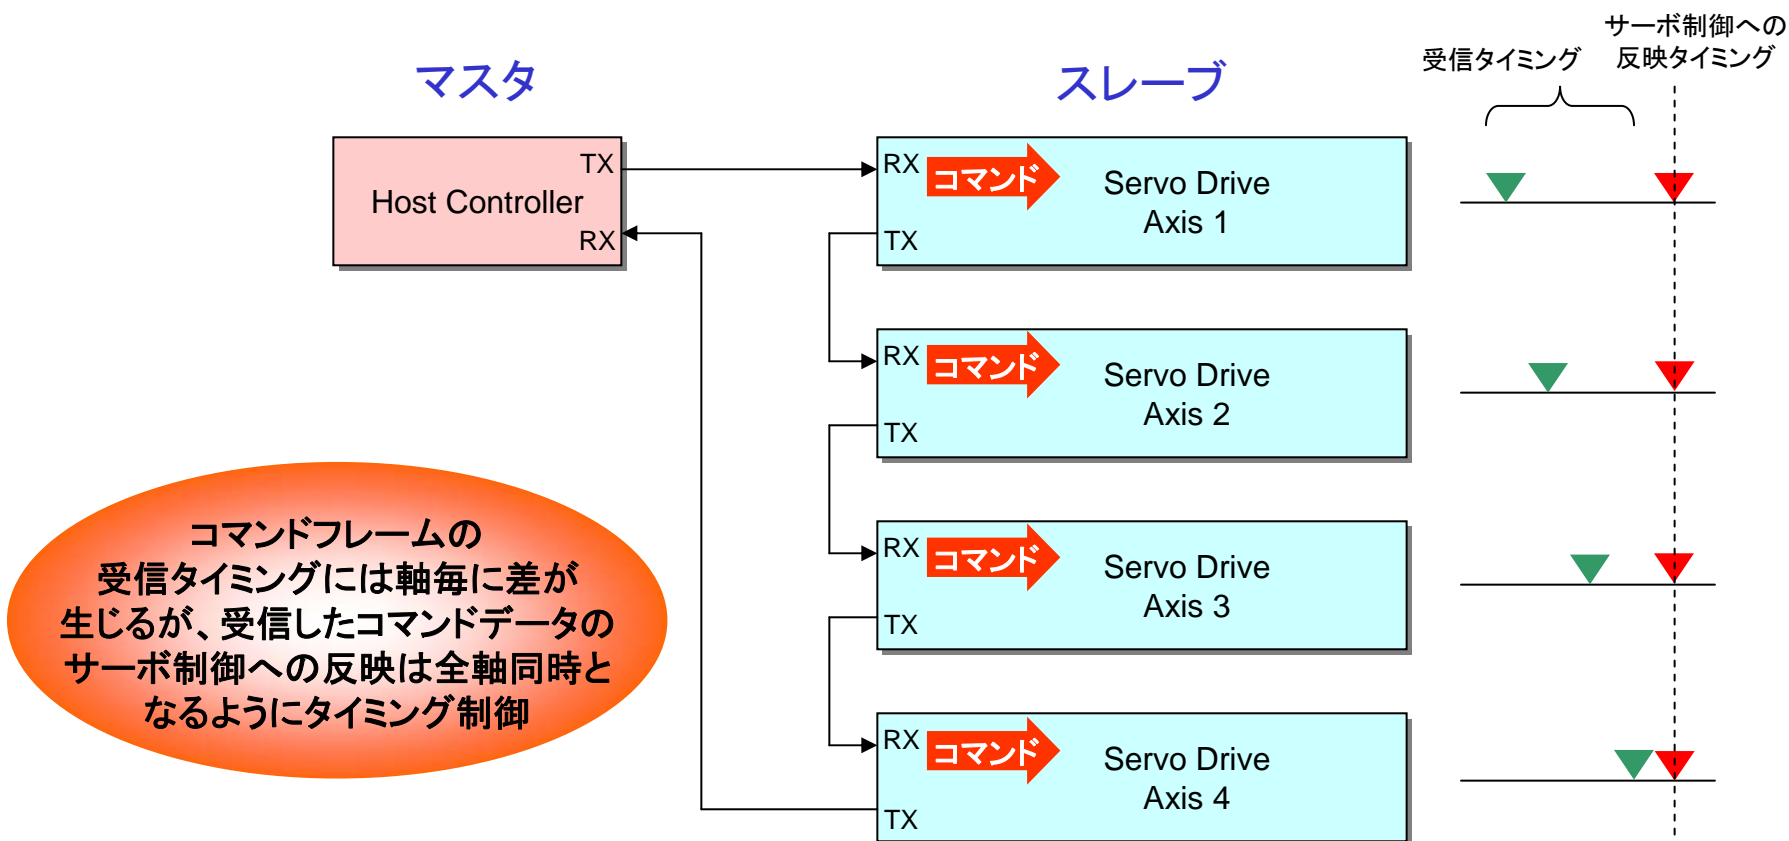 マスタ
スレーブ
受信タイミング
サーボ制御への
反映タイミング
Host Controller
TX
RX
RX
コマンド
Servo Drive
Axis 1
TX
RX
コマンド
Servo Drive
Axis 2
TX
RX
コマンド
Servo Drive
Axis 3
TX
RX
コマンド
Servo Drive
Axis 4
TX
コマンドフレームの
受信タイミングには軸毎に差が
生じるが、受信したコマンドデータの
サーボ制御への反映は全軸同時と
なるようにタイミング制御